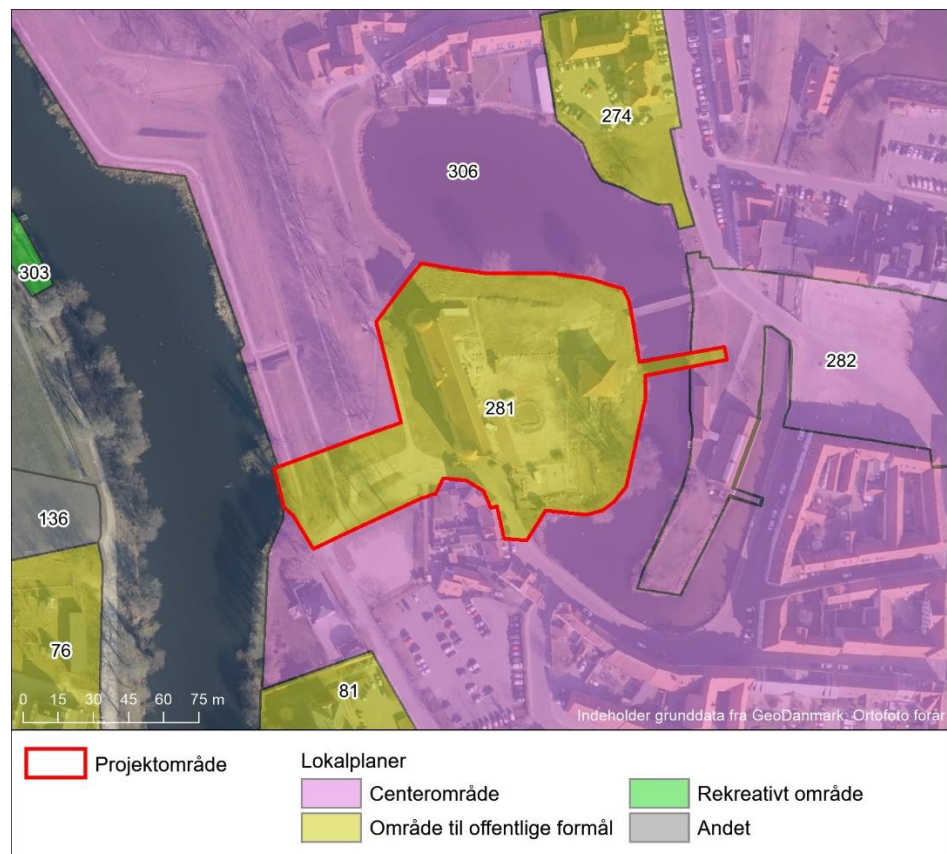 274
306
303
282
281
136
76
81
0 15 30 45 60 75 m
Indeholder grunddata fra GeoDanmark, Ortofoto forår
Projektområde
Lokalplaner
Centerområde
Område til offentlige formål
Rekreativt område
Andet